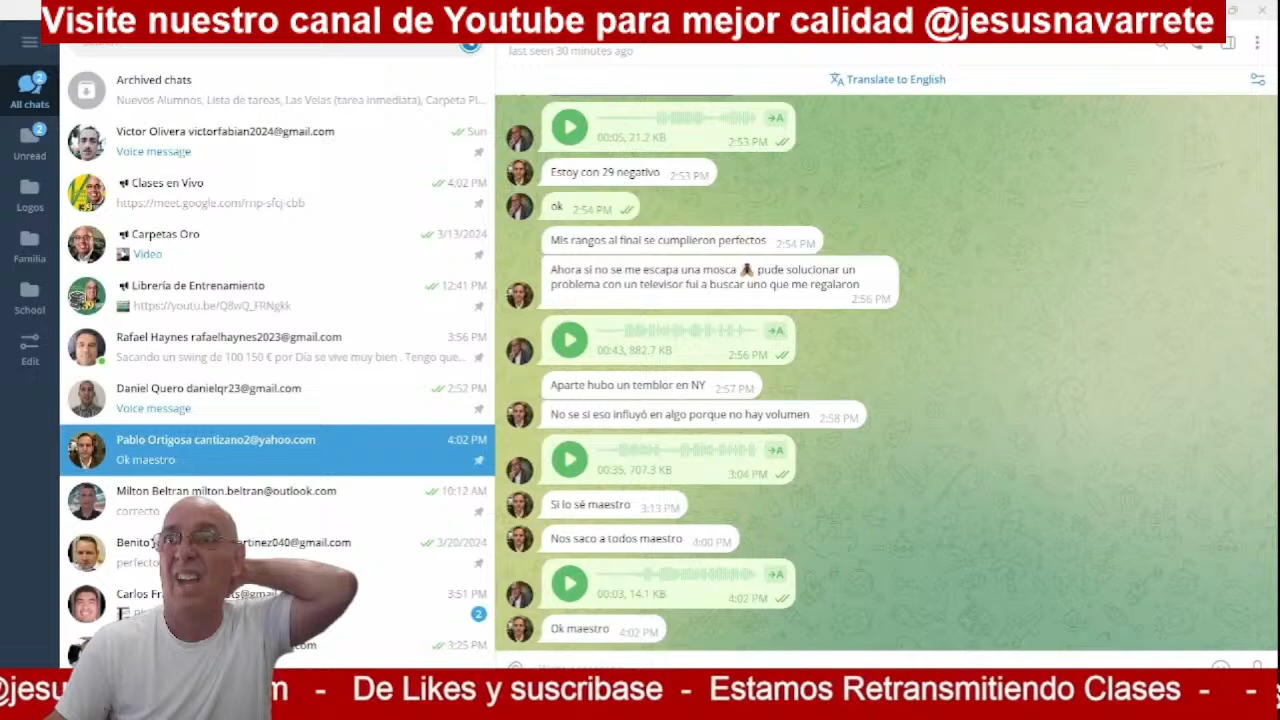 Visite nuestro canal de Youtube para mejor calidad @jesusnavarrete
last seen 30 minutes ago
Translate to English
All chats
2
Unread
2
Logos
Familia
School
Edit
Archived chats
Nuevos Alumnos, Lista de tareas, Las Velas (tarea inmediata), Carpeta Pl...
Victor Olivera victorfabian2024@gmail.com Sun
Voice message
Clases en Vivo 4:02 PM
https://meet.google.com/rnp-sfqj-cbb
Carpetas Oro 3/13/2024
Video
Librería de Entrenamiento 12:41 PM
https://youtu.be/Q8wQ_FRNgkk
Rafael Haynes rafaelhaynes2023@gmail.com 3:56 PM
Sacando un swing de 100 150 € por Día se vive muy bien . Tengo que...
Daniel Quero danielqr23@gmail.com 2:52 PM
Voice message
Pablo Ortigosa cantizano2@yahoo.com 4:02 PM
Ok maestro
Milton Beltran milton.beltran@outlook.com 10:12 AM
correcto
Benito rtinez040@gmail.com 3/20/2024
perfecto
Carlos Fr ts@gmail... 3:51 PM
2
com 3:25 PM
00:05, 21.2 KB 2:53 PM
Estoy con 29 negativo 2:53 PM
ok 2:54 PM
Mis rangos al final se cumplieron perfectos 2:54 PM
Ahora sí no se me escapa una mosca 🪰 pude solucionar un
problema con un televisor fui a buscar uno que me regalaron
2:56 PM
00:43, 882.7 KB 2:56 PM
Aparte hubo un temblor en NY 2:57 PM
No se si eso influyó en algo porque no hay volumen 2:58 PM
00:35, 707.3 KB 3:04 PM
Si lo sé maestro 3:13 PM
Nos saco a todos maestro 4:00 PM
00:03, 14.1 KB 4:02 PM
Ok maestro 4:02 PM
@jesu m - De Likes y suscribase - Estamos Retransmitiendo Clases - -